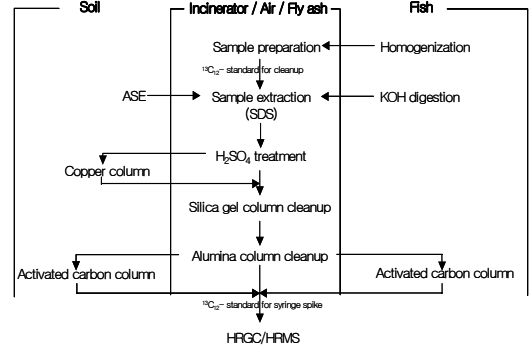 Soil Incinerator / Air / Fly ash Fish
Sample preparation Homogenization
¹³C₁₂- standard for cleanup
ASE Sample extraction KOH digestion
(SDS)
H₂SO₄ treatment
Copper column
Silica gel column cleanup
Alumina column cleanup
Activated carbon column Activated carbon column
¹³C₁₂- standard for syringe spike
HRGC/HRMS